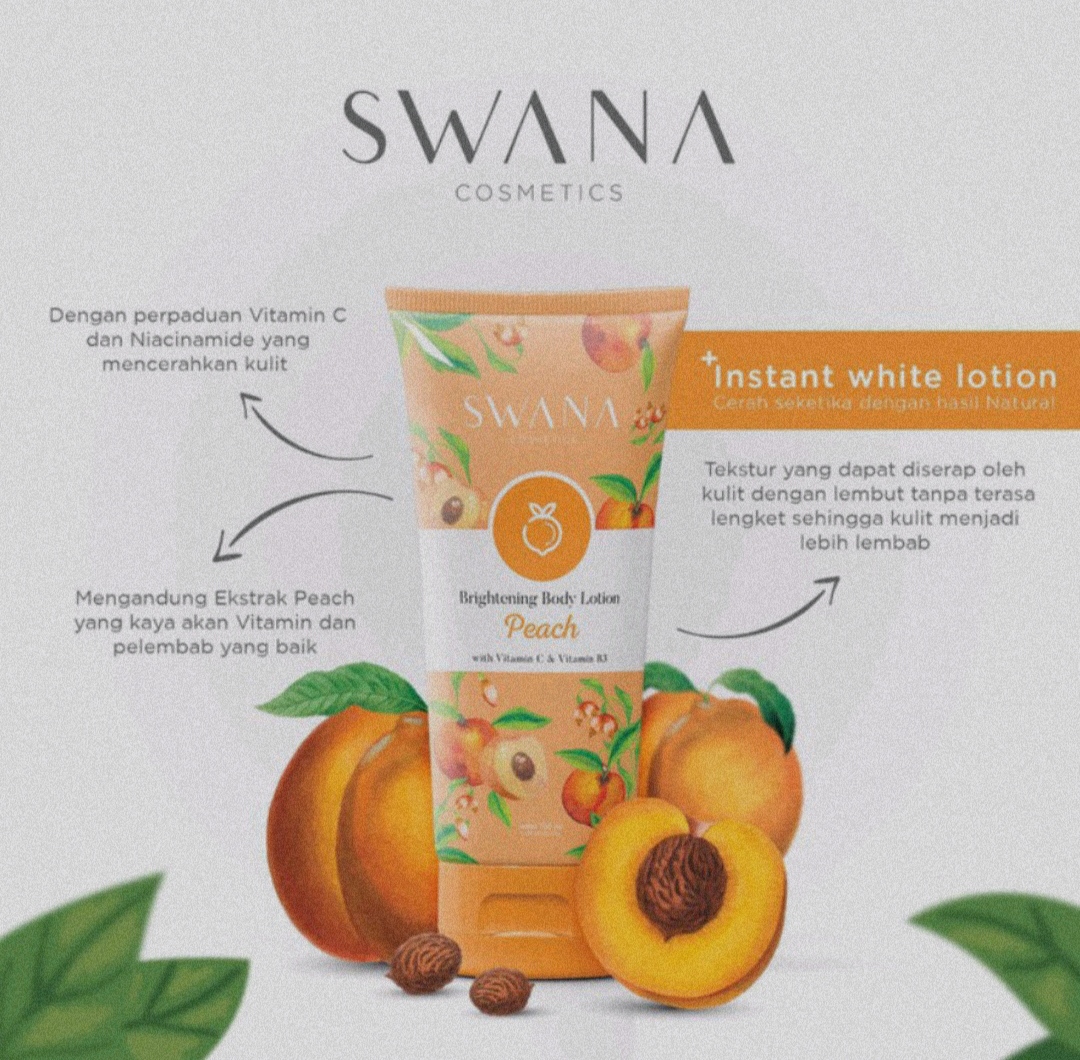 SWANA
COSMETICS
Dengan perpaduan Vitamin C
dan Niacinamide yang
mencerahkan kulit
+Instant white lotion
Cerah seketika dengan hasil Natural
Tekstur yang dapat diserap oleh
kulit dengan lembut tanpa terasa
lengket sehingga kulit menjadi
lebih lembab
Mengandung Ekstrak Peach
yang kaya akan Vitamin dan
pelembab yang baik
SWANA
COSMETICS
Brightening Body Lotion
Peach
with Vitamin C & Vitamin B3